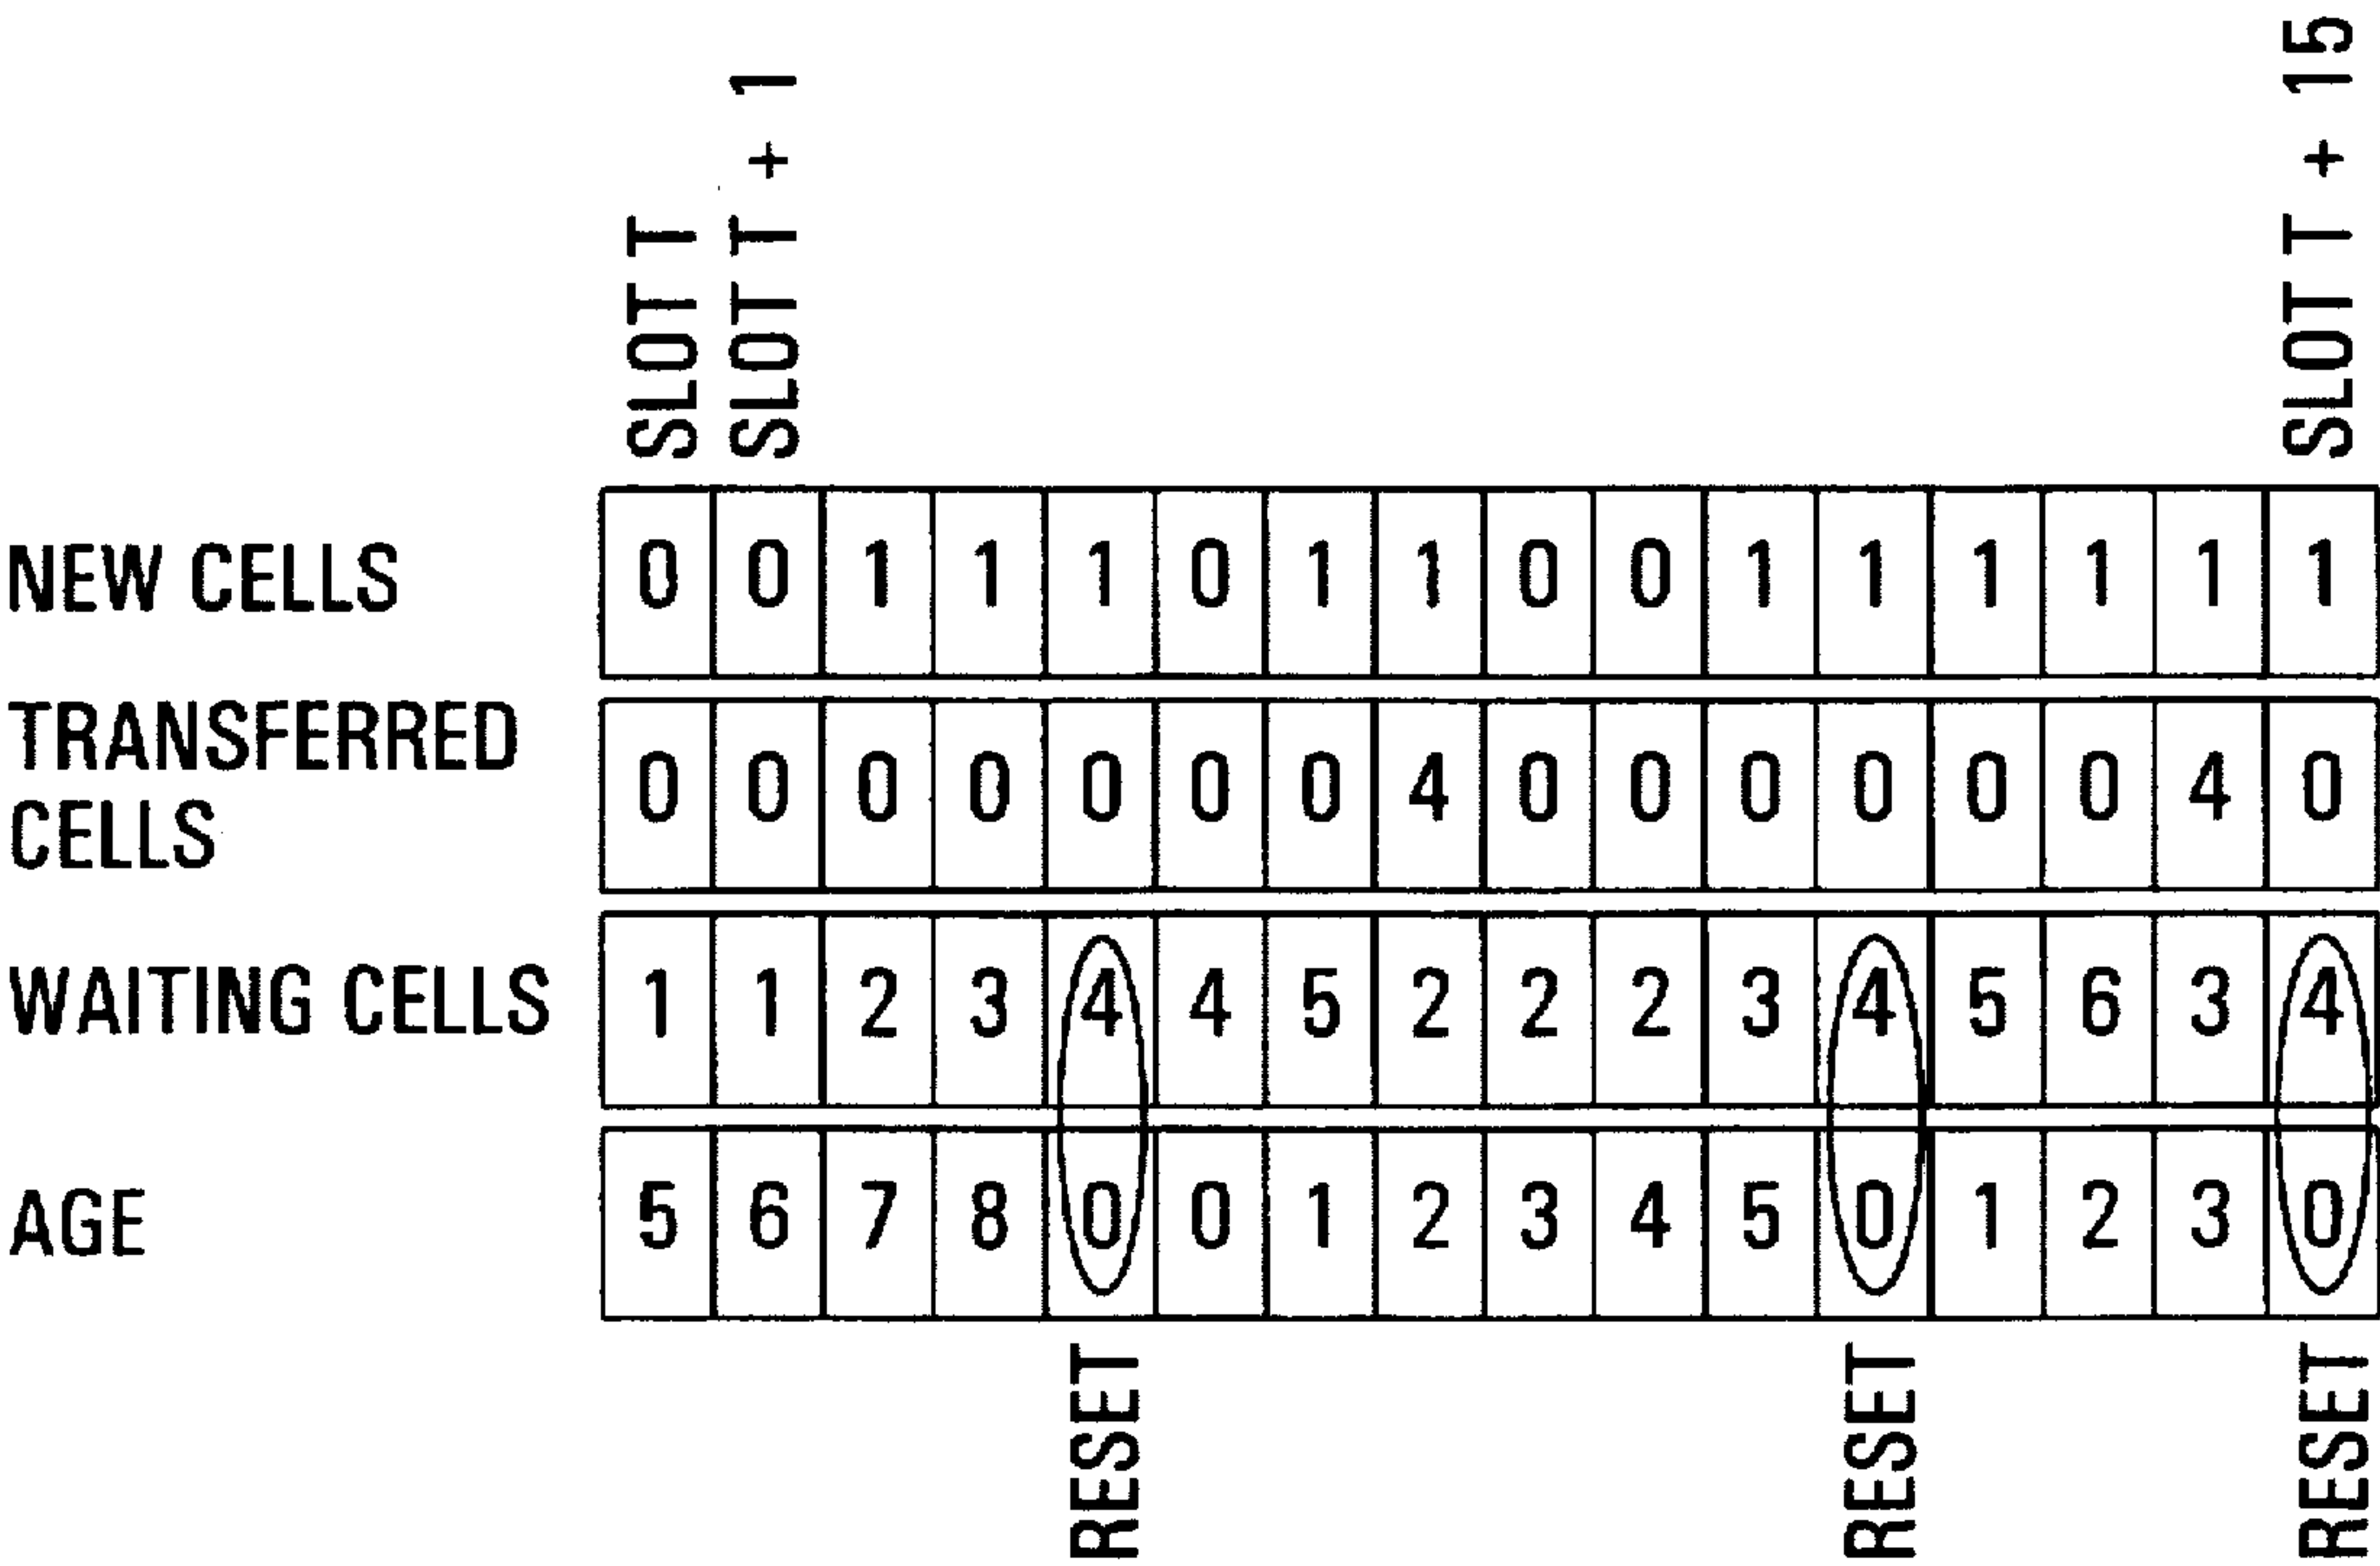 SLOT T
SLOT T + 1
SLOT T + 15
NEW CELLS 0 0 1 1 1 0 1 1 0 0 1 1 1 1 1 1
TRANSFERRED
CELLS 0 0 0 0 0 0 0 4 0 0 0 0 0 0 4 0
WAITING CELLS 1 1 2 3 4 4 5 2 2 2 3 4 5 6 3 4
AGE 5 6 7 8 0 0 1 2 3 4 5 0 1 2 3 0
RESET
RESET
RESET